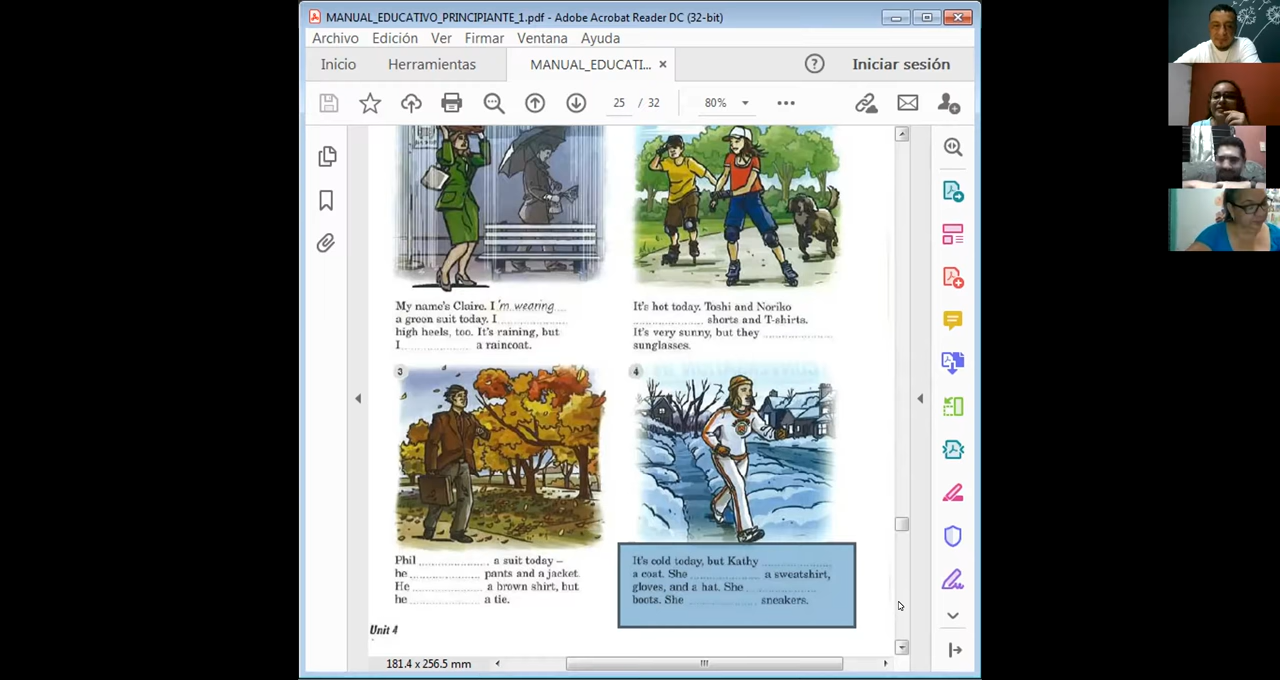 MANUAL_EDUCATIVO_PRINCIPIANTE_1.pdf - Adobe Acrobat Reader DC (32-bit)
Archivo Edición Ver Firmar Ventana Ayuda
Inicio Herramientas MANUAL_EDUCATI... × ? Iniciar sesión
25 / 32 80%
My name's Claire. I 'm wearing
a green suit today. I
high heels, too. It's raining, but
I a raincoat.
It's hot today. Toshi and Noriko
shorts and T-shirts.
It's very sunny, but they
sunglasses.
3
Phil a suit today –
he pants and a jacket.
He a brown shirt, but
he a tie.
4
It's cold today, but Kathy
a coat. She a sweatshirt,
gloves, and a hat. She
boots. She sneakers.
Unit 4
181.4 x 256.5 mm